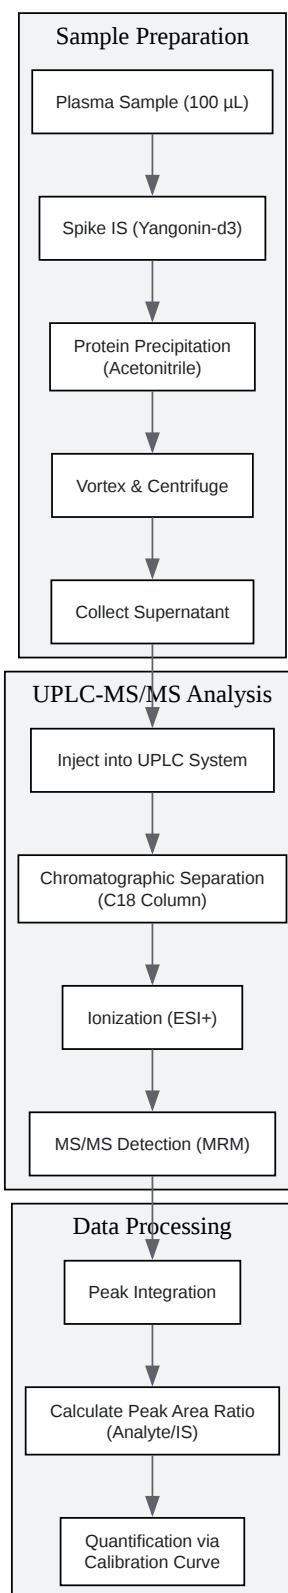 Sample Preparation
Plasma Sample (100 µL)
Spike IS (Yangonin-d3)
Protein Precipitation
(Acetonitrile)
Vortex & Centrifuge
Collect Supernatant
UPLC-MS/MS Analysis
Inject into UPLC System
Chromatographic Separation
(C18 Column)
Ionization (ESI+)
MS/MS Detection (MRM)
Data Processing
Peak Integration
Calculate Peak Area Ratio
(Analyte/IS)
Quantification via
Calibration Curve